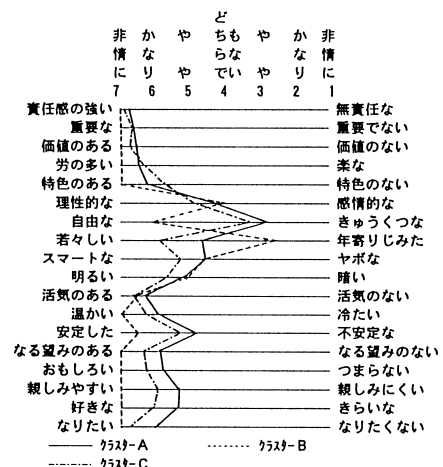 非情に かなり やや どちらでもない やや かなり 非情に
7 6 5 4 3 2 1
責任感の強い 無責任な
重要な 重要でない
価値のある 価値のない
労の多い 楽な
特色のある 特色のない
理性的な 感情的な
自由な きゅうくつな
若々しい 年寄りじみた
スマートな ヤボな
明るい 暗い
活気のある 活気のない
温かい 冷たい
安定した 不安定な
なる望みのある なる望みのない
おもしろい つまらない
親しみやすい 親しみにくい
好きな きらいな
なりたい なりたくない
クラスターA クラスターB
クラスターC